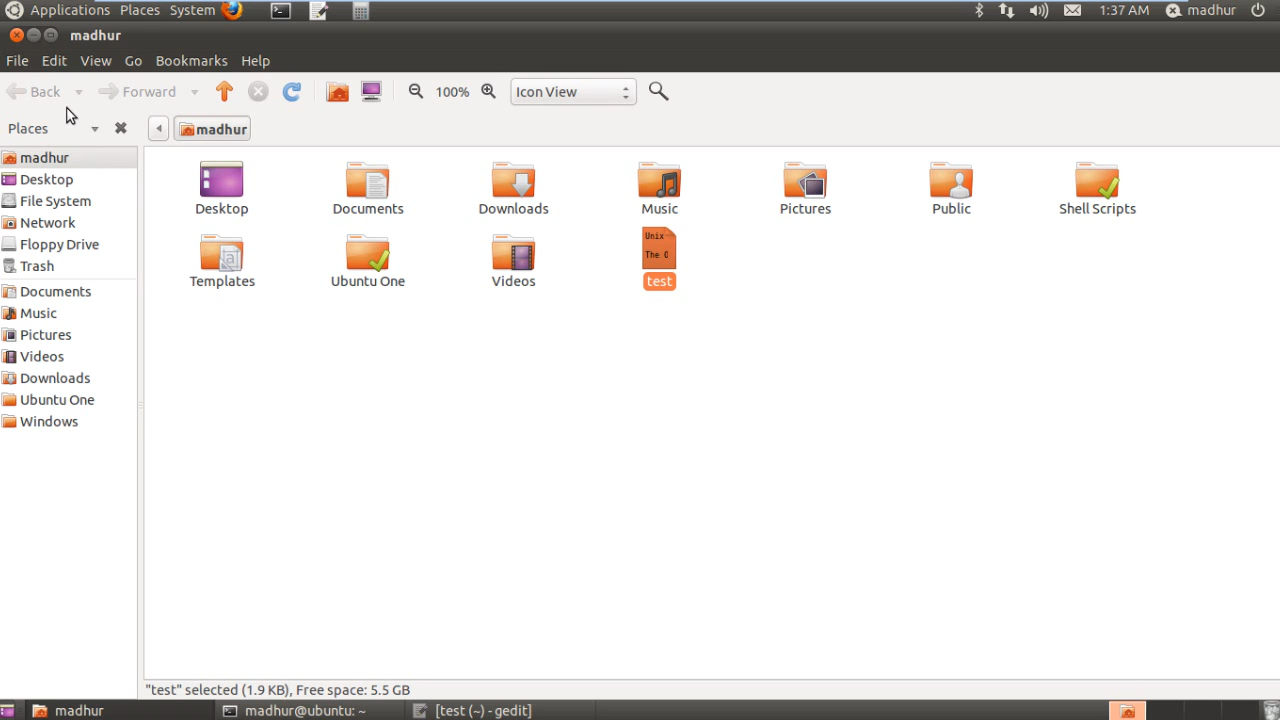 Applications Places System 1:37 AM madhur
madhur
File Edit View Go Bookmarks Help
Back Forward 100% Icon View
Places madhur
madhur
Desktop
File System
Network
Floppy Drive
Trash
Documents
Music
Pictures
Videos
Downloads
Ubuntu One
Windows
Desktop Documents Downloads Music Pictures Public Shell Scripts
Unix
The O
Templates Ubuntu One Videos test
"test" selected (1.9 KB), Free space: 5.5 GB
madhur madhur@ubuntu: ~ [test (~) - gedit]